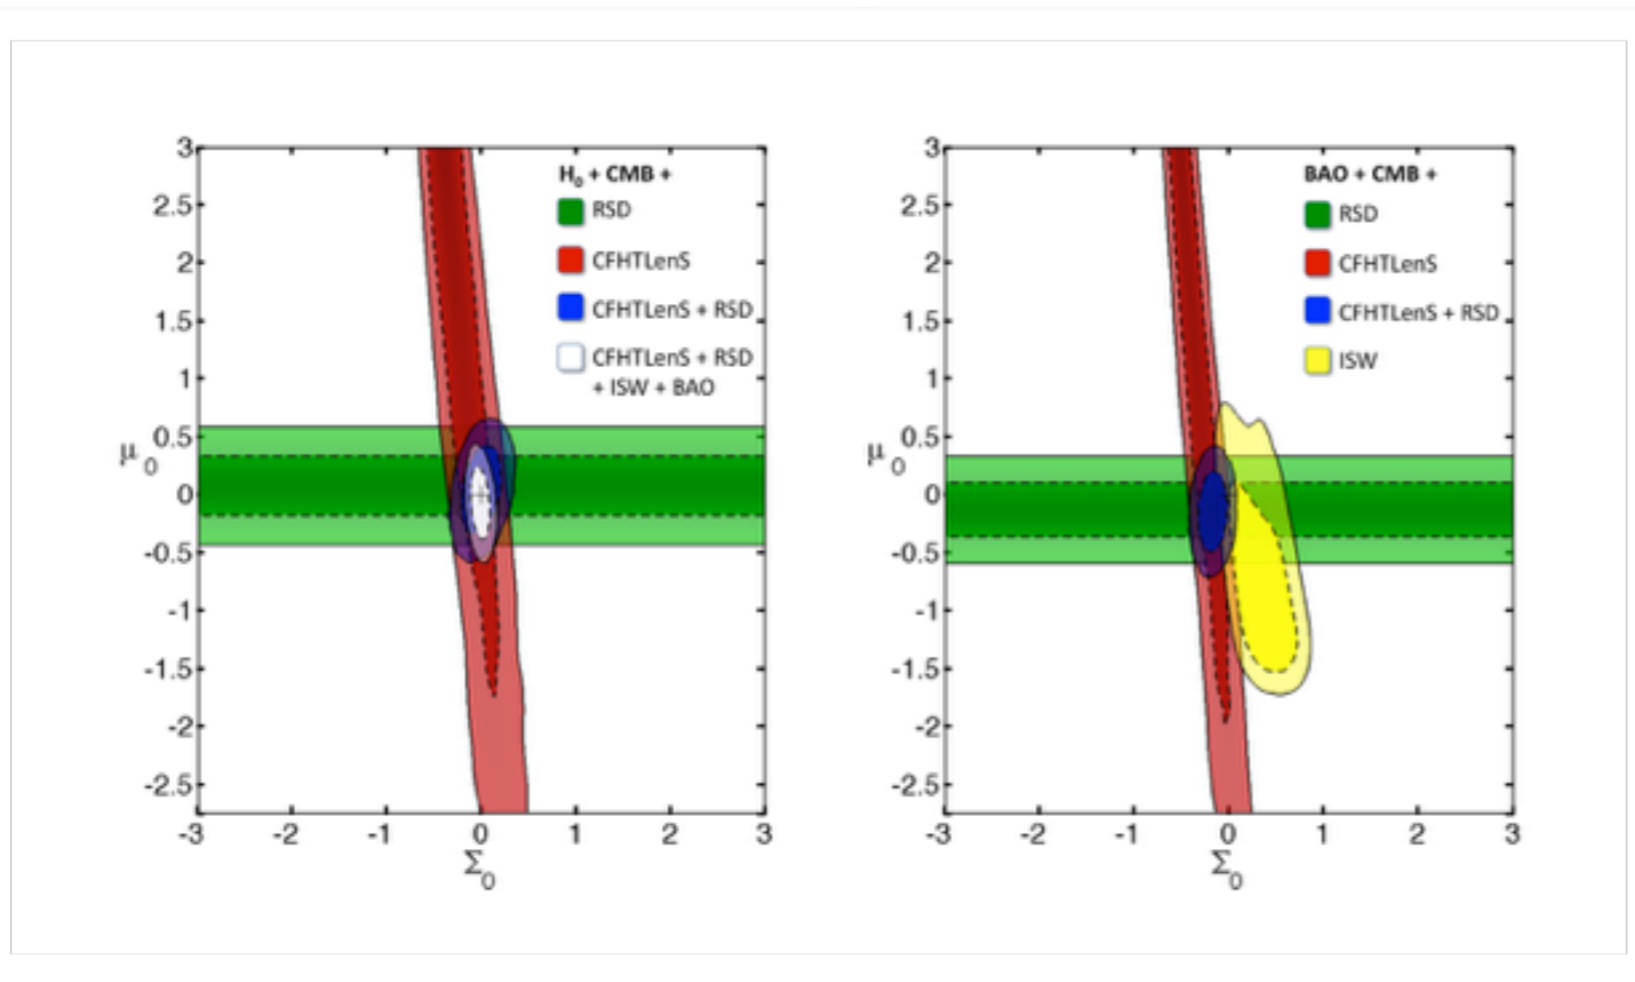 H₀ + CMB +
RSD
CFHTLenS
CFHTLenS + RSD
CFHTLenS + RSD
+ ISW + BAO
3
2.5
2
1.5
1
0.5
0
-0.5
-1
-1.5
-2
-2.5
μ₀
-3 -2 -1 0 1 2 3
Σ₀
BAO + CMB +
RSD
CFHTLenS
CFHTLenS + RSD
ISW
3
2.5
2
1.5
1
0.5
0
-0.5
-1
-1.5
-2
-2.5
μ₀
-3 -2 -1 0 1 2 3
Σ₀